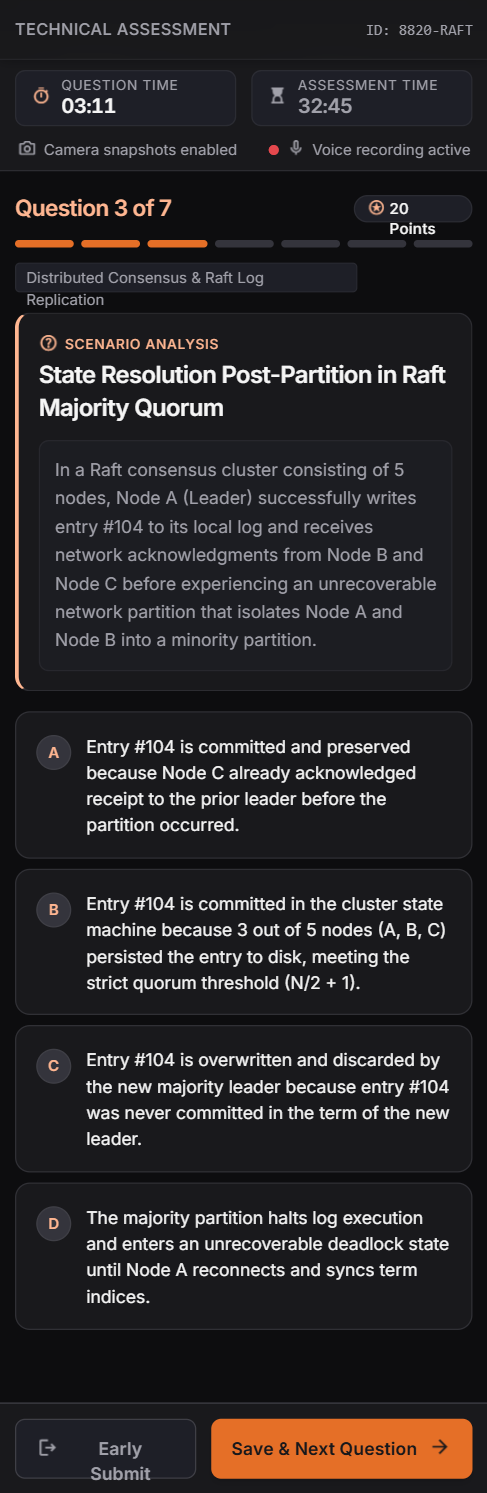 TECHNICAL ASSESSMENT
ID: 8820-RAFT
QUESTION TIME
03:11
ASSESSMENT TIME
32:45
Camera snapshots enabled
Voice recording active
Question 3 of 7
20
Points
Distributed Consensus & Raft Log
Replication
SCENARIO ANALYSIS
State Resolution Post-Partition in Raft
Majority Quorum
In a Raft consensus cluster consisting of 5
nodes, Node A (Leader) successfully writes
entry #104 to its local log and receives
network acknowledgments from Node B and
Node C before experiencing an unrecoverable
network partition that isolates Node A and
Node B into a minority partition.
A
Entry #104 is committed and preserved
because Node C already acknowledged
receipt to the prior leader before the
partition occurred.
B
Entry #104 is committed in the cluster state
machine because 3 out of 5 nodes (A, B, C)
persisted the entry to disk, meeting the
strict quorum threshold (N/2 + 1).
C
Entry #104 is overwritten and discarded by
the new majority leader because entry #104
was never committed in the term of the new
leader.
D
The majority partition halts log execution
and enters an unrecoverable deadlock state
until Node A reconnects and syncs term
indices.
Early
Submit
Save & Next Question